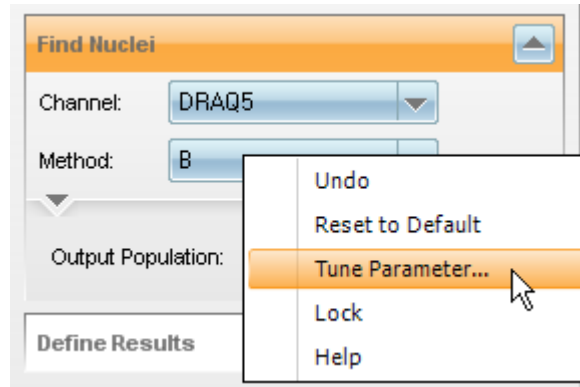 Find Nuclei
Channel: DRAQ5
Method: B
Undo
Reset to Default
Output Population:
Tune Parameter...
Lock
Define Results
Help